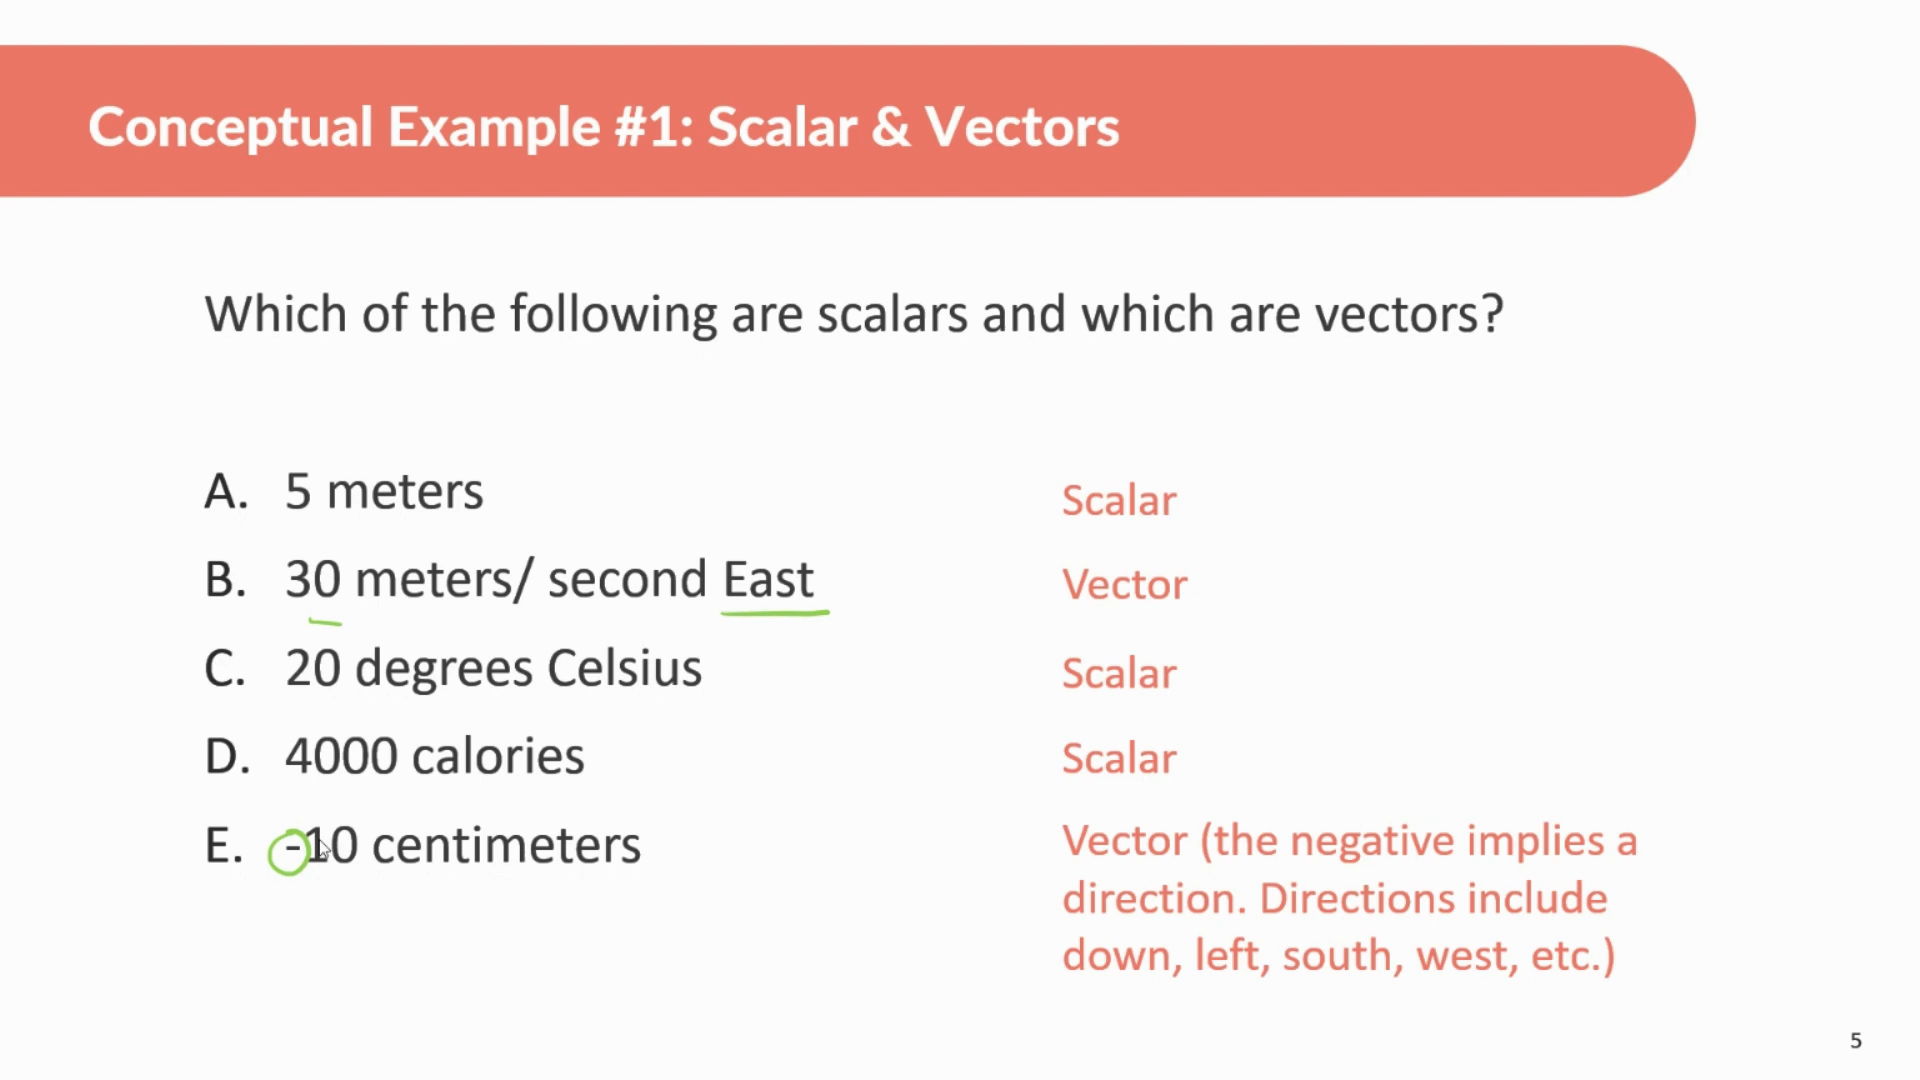 Conceptual Example #1: Scalar & Vectors
Which of the following are scalars and which are vectors?
A. 5 meters
Scalar
B. 30 meters/ second East
Vector
C. 20 degrees Celsius
Scalar
D. 4000 calories
Scalar
E. -10 centimeters
Vector (the negative implies a
direction. Directions include
down, left, south, west, etc.)
5